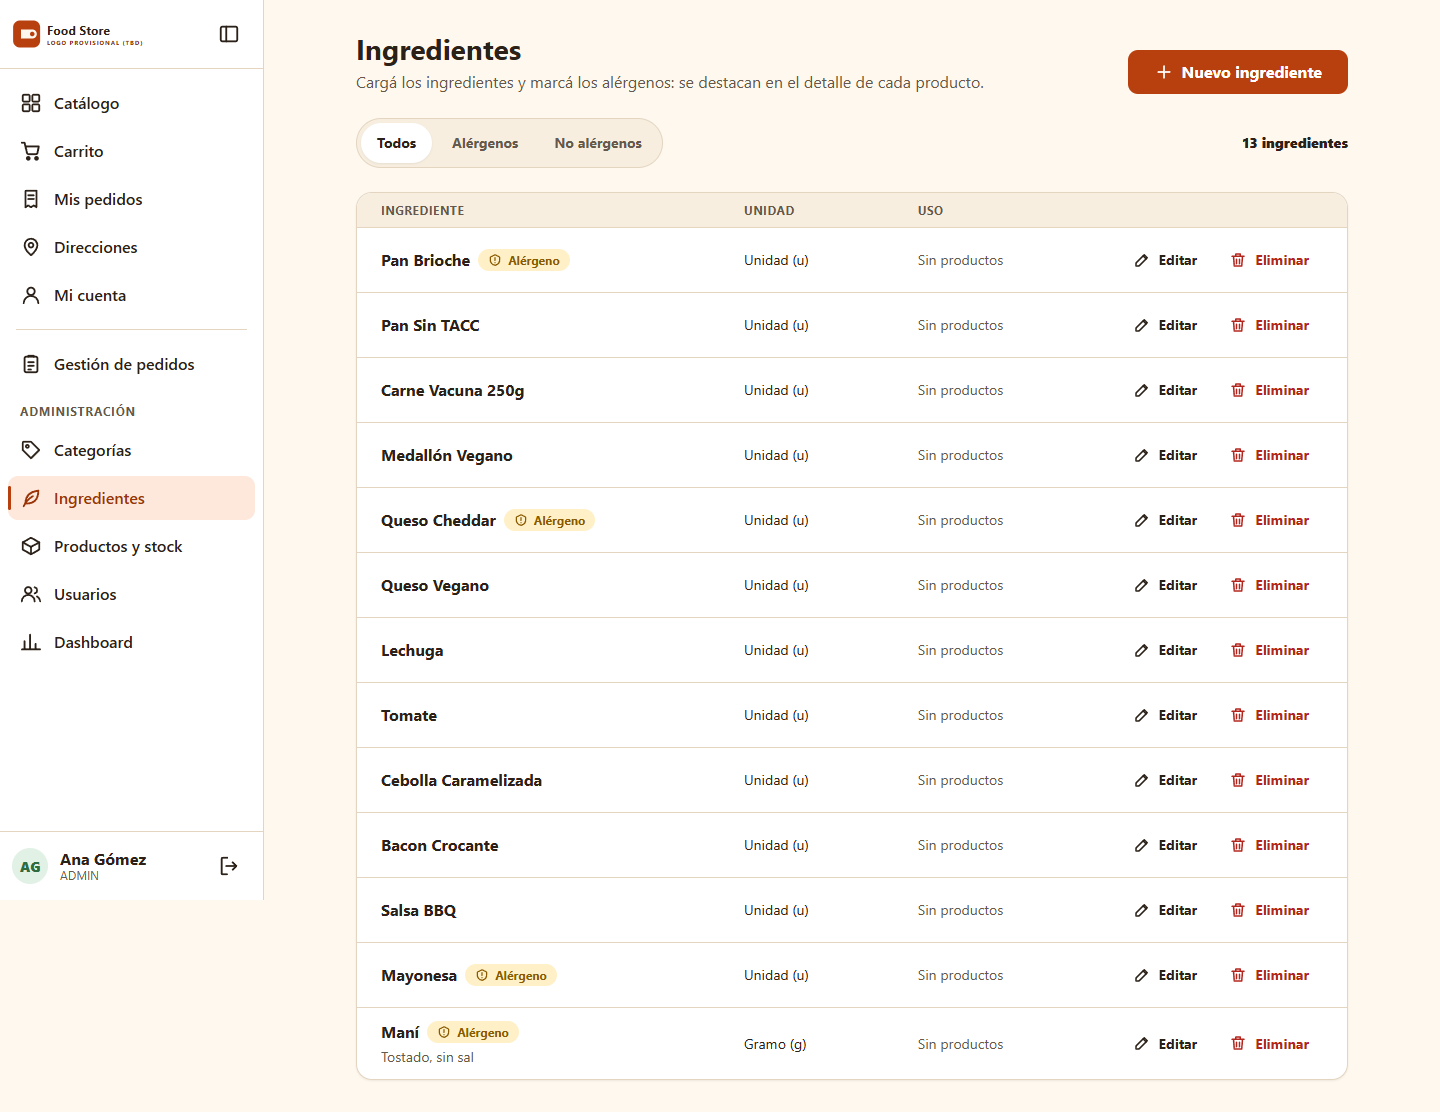 Food Store
LOGO PROVISIONAL (TBD)
Catálogo
Carrito
Mis pedidos
Direcciones
Mi cuenta
Gestión de pedidos
ADMINISTRACIÓN
Categorías
Ingredientes
Productos y stock
Usuarios
Dashboard
AG
Ana Gómez
ADMIN
Ingredientes
Cargá los ingredientes y marcá los alérgenos: se destacan en el detalle de cada producto.
Nuevo ingrediente
Todos Alérgenos No alérgenos
13 ingredientes
INGREDIENTE UNIDAD USO
Pan Brioche Alérgeno Unidad (u) Sin productos Editar Eliminar
Pan Sin TACC Unidad (u) Sin productos Editar Eliminar
Carne Vacuna 250g Unidad (u) Sin productos Editar Eliminar
Medallón Vegano Unidad (u) Sin productos Editar Eliminar
Queso Cheddar Alérgeno Unidad (u) Sin productos Editar Eliminar
Queso Vegano Unidad (u) Sin productos Editar Eliminar
Lechuga Unidad (u) Sin productos Editar Eliminar
Tomate Unidad (u) Sin productos Editar Eliminar
Cebolla Caramelizada Unidad (u) Sin productos Editar Eliminar
Bacon Crocante Unidad (u) Sin productos Editar Eliminar
Salsa BBQ Unidad (u) Sin productos Editar Eliminar
Mayonesa Alérgeno Unidad (u) Sin productos Editar Eliminar
Maní Alérgeno Gramo (g) Sin productos Editar Eliminar
Tostado, sin sal